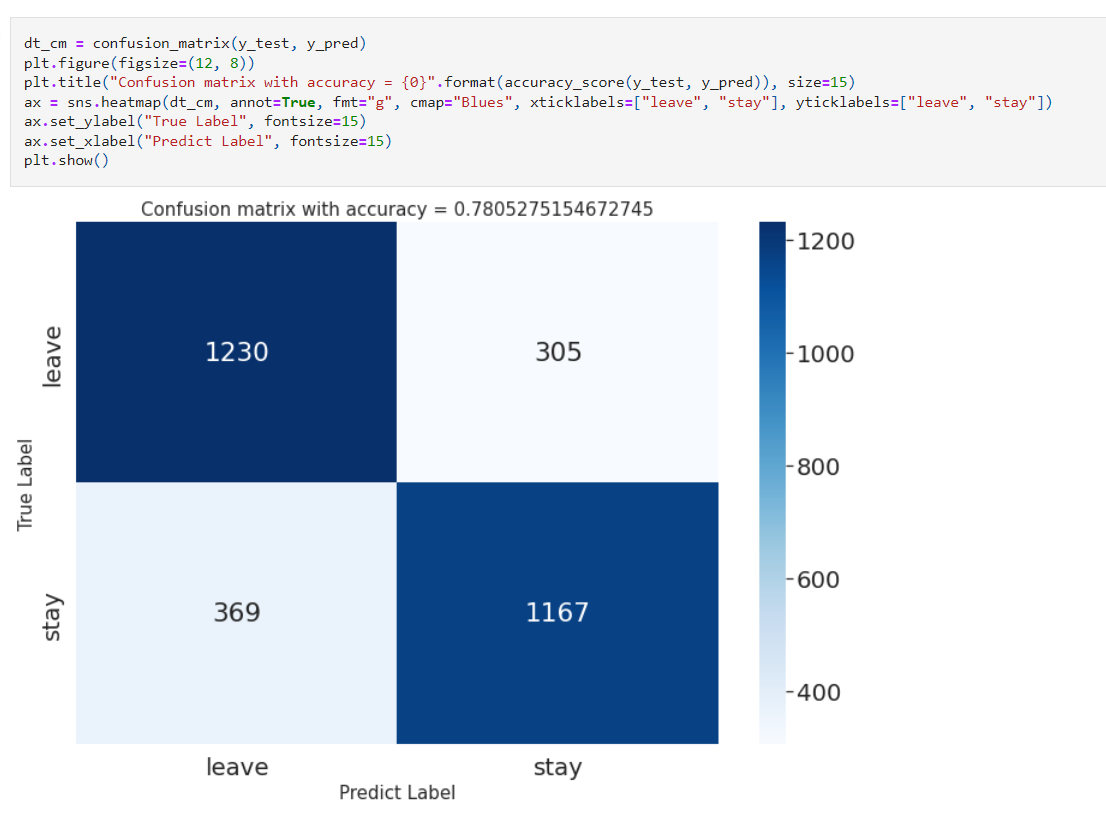 dt_cm = confusion_matrix(y_test, y_pred)
plt.figure(figsize=(12, 8))
plt.title("Confusion matrix with accuracy = {0}".format(accuracy_score(y_test, y_pred)), size=15)
ax = sns.heatmap(dt_cm, annot=True, fmt="g", cmap="Blues", xticklabels=["leave", "stay"], yticklabels=["leave", "stay"])
ax.set_ylabel("True Label", fontsize=15)
ax.set_xlabel("Predict Label", fontsize=15)
plt.show()
Confusion matrix with accuracy = 0.7805275154672745
1230
305
369
1167
leave
stay
True Label
leave
stay
Predict Label
1200
1000
800
600
400